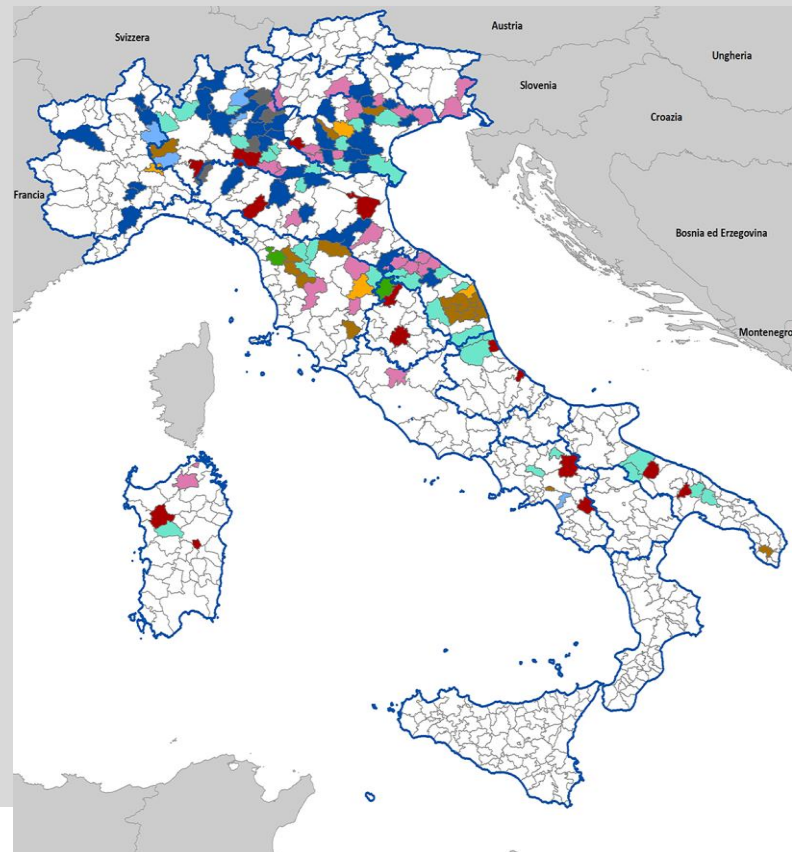 Austria
Svizzera
Ungheria
Slovenia
Croazia
Francia
Bosnia ed Erzegovina
Montenegro